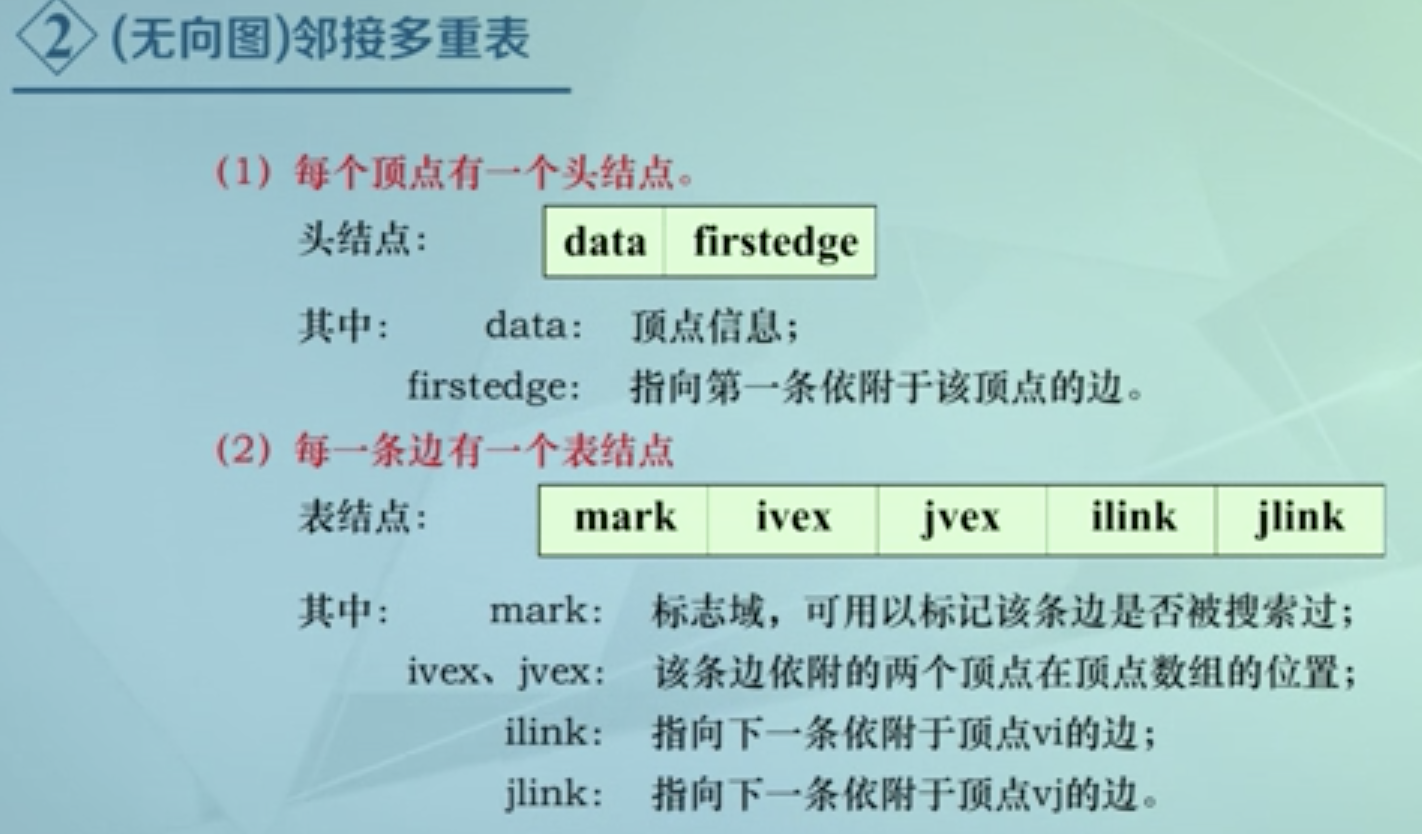 2 (无向图)邻接多重表
(1) 每个顶点有一个头结点。
头结点: data firstedge
其中: data: 顶点信息;
firstedge: 指向第一条依附于该顶点的边。
(2) 每一条边有一个表结点
表结点: mark ivex jvex ilink jlink
其中: mark: 标志域，可用以标记该条边是否被搜索过;
ivex、jvex: 该条边依附的两个顶点在顶点数组的位置;
ilink: 指向下一条依附于顶点vi的边;
jlink: 指向下一条依附于顶点vj的边。